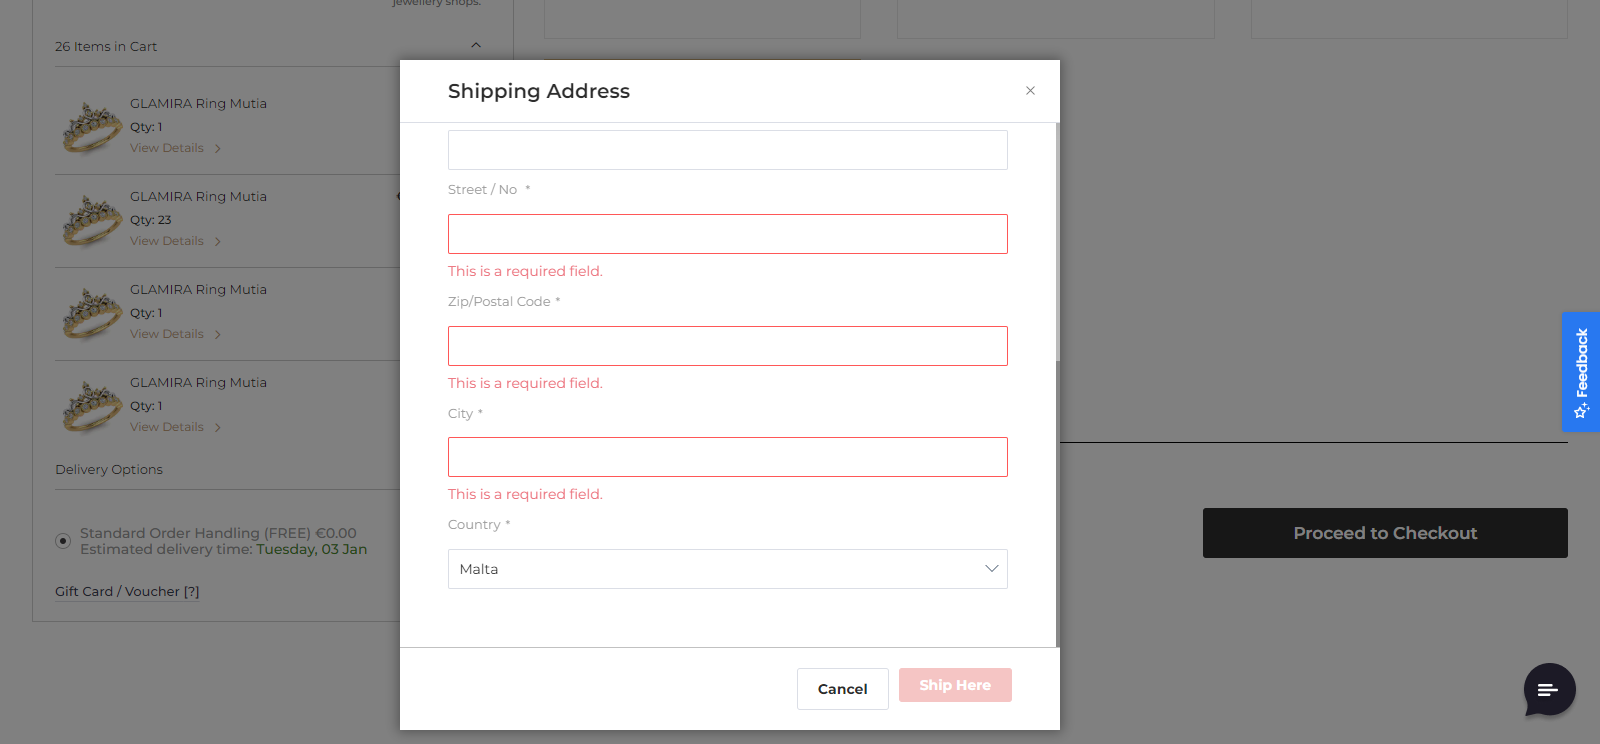 jewellery shops.
26 Items in Cart
GLAMIRA Ring Mutia
Qty: 1
View Details
GLAMIRA Ring Mutia
Qty: 23
View Details
GLAMIRA Ring Mutia
Qty: 1
View Details
GLAMIRA Ring Mutia
Qty: 1
View Details
Delivery Options
Standard Order Handling (FREE) €0.00
Estimated delivery time: Tuesday, 03 Jan
Gift Card / Voucher [?]
Shipping Address
Street / No *
This is a required field.
Zip/Postal Code *
This is a required field.
City *
This is a required field.
Country *
Malta
Cancel
Ship Here
Proceed to Checkout
Feedback